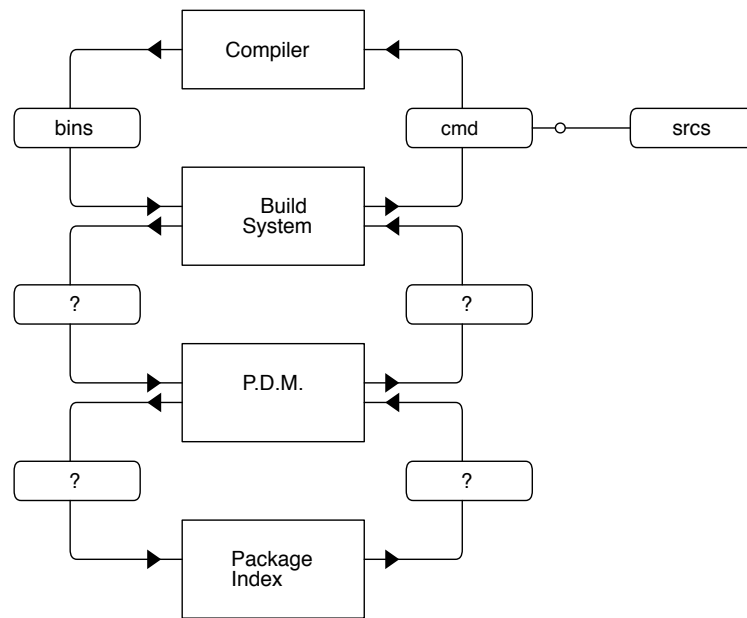 Compiler
bins
cmd
srcs
Build
System
?
?
P.D.M.
?
?
Package
Index